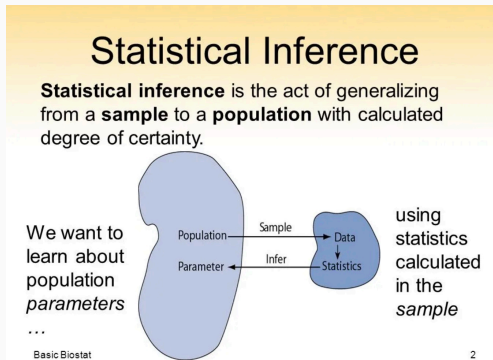 Statistical Inference
Statistical inference is the act of generalizing
from a sample to a population with calculated
degree of certainty.
We want to
learn about
population
parameters
…
Population
Sample
Data
Parameter
Infer
Statistics
using
statistics
calculated
in the
sample
Basic Biostat
2